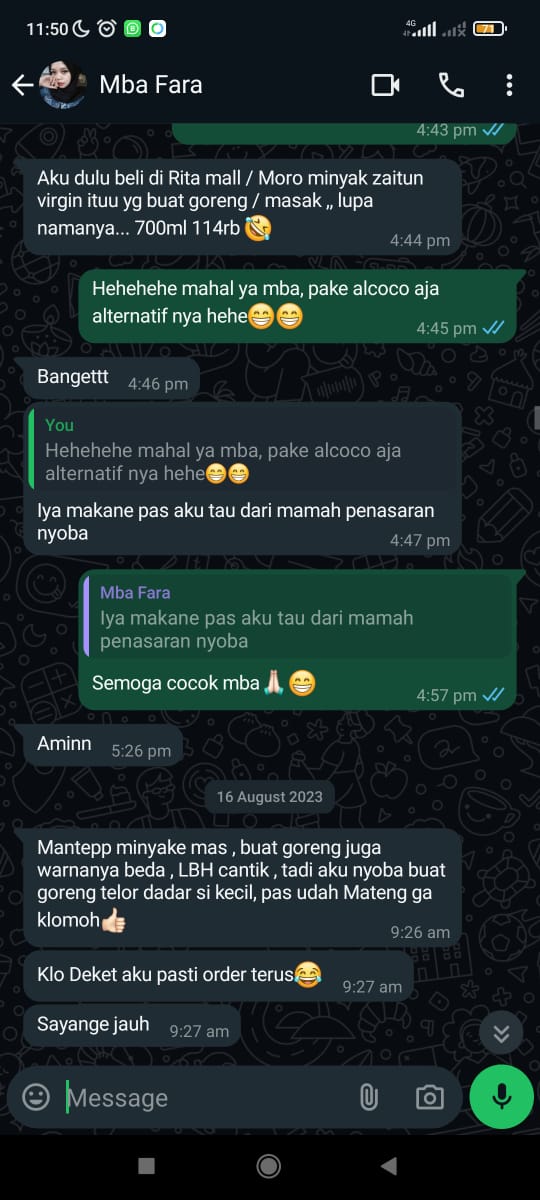 11:50
4G
71
Mba Fara
4:43 pm
Aku dulu beli di Rita mall / Moro minyak zaitun
virgin ituu yg buat goreng / masak ,, lupa
namanya... 700ml 114rb 🤣
4:44 pm
Hehehehe mahal ya mba, pake alcoco aja
alternatif nya hehe😁😁
4:45 pm
Bangettt
4:46 pm
You
Hehehehe mahal ya mba, pake alcoco aja
alternatif nya hehe😁😁
Iya makane pas aku tau dari mamah penasaran
nyoba
4:47 pm
Mba Fara
Iya makane pas aku tau dari mamah
penasaran nyoba
Semoga cocok mba🙏🏻😁
4:57 pm
Aminn
5:26 pm
16 August 2023
Mantepp minyake mas , buat goreng juga
warnanya beda , LBH cantik , tadi aku nyoba buat
goreng telor dadar si kecil, pas udah Mateng ga
klomoh👍🏻
9:26 am
Klo Deket aku pasti order terus😂
9:27 am
Sayange jauh
9:27 am
Message